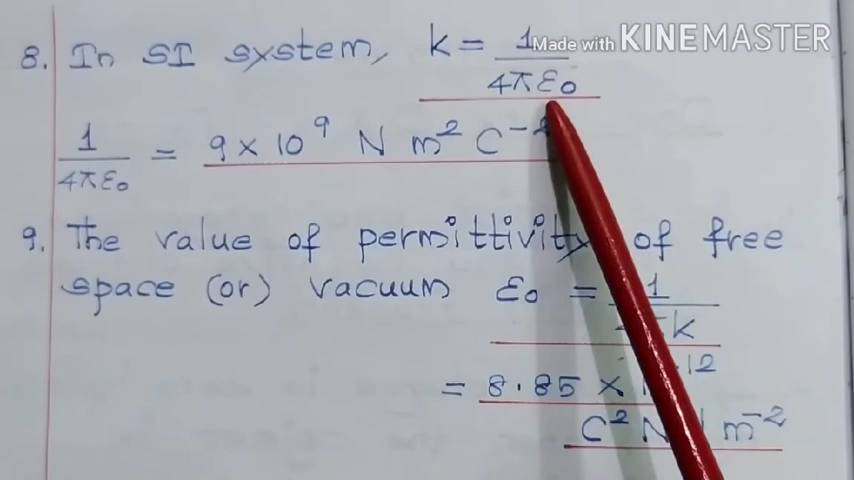 8. In SI system, k = 1/4πε₀
Made with KINEMASTER
1/4πε₀ = 9 × 10⁹ N m² C⁻²
9. The value of permittivity of free
space (or) vacuum ε₀ = 1/ k
= 8.85 × 12
C² N m⁻²